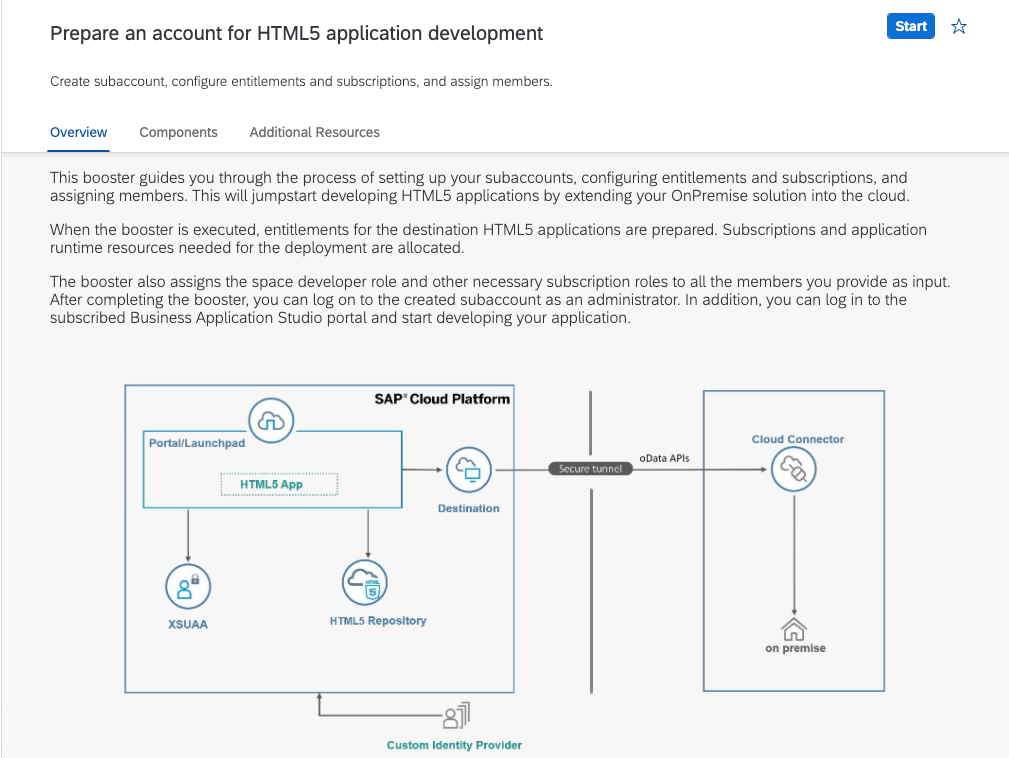 Prepare an account for HTML5 application development
Start
Create subaccount, configure entitlements and subscriptions, and assign members.
Overview
Components
Additional Resources
This booster guides you through the process of setting up your subaccounts, configuring entitlements and subscriptions, and
assigning members. This will jumpstart developing HTML5 applications by extending your OnPremise solution into the cloud.
When the booster is executed, entitlements for the destination HTML5 applications are prepared. Subscriptions and application
runtime resources needed for the deployment are allocated.
The booster also assigns the space developer role and other necessary subscription roles to all the members you provide as input.
After completing the booster, you can log on to the created subaccount as an administrator. In addition, you can log in to the
subscribed Business Application Studio portal and start developing your application.
SAP® Cloud Platform
Portal/Launchpad
HTML5 App
Destination
Secure tunnel
oData APIs
Cloud Connector
XSUAA
HTML
5
HTML5 Repository
on premise
Custom Identity Provider